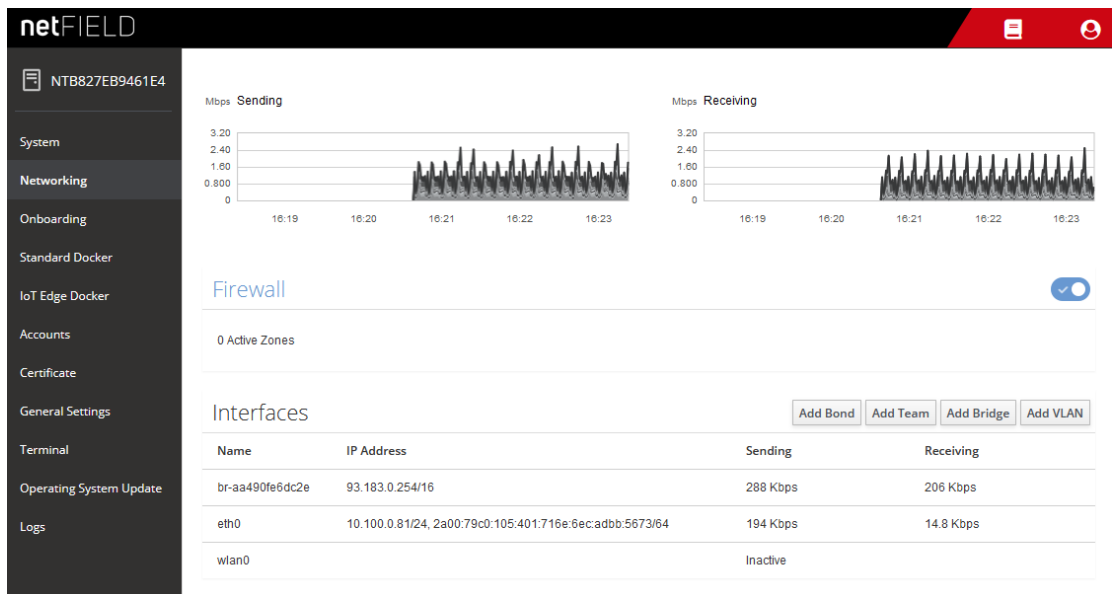 netFIELD
NTB827EB9461E4
System
Networking
Onboarding
Standard Docker
IoT Edge Docker
Accounts
Certificate
General Settings
Terminal
Operating System Update
Logs
Mbps Sending
3.20
2.40
1.60
0.800
0
16:19 16:20 16:21 16:22 16:23
Mbps Receiving
3.20
2.40
1.60
0.800
0
16:19 16:20 16:21 16:22 16:23
Firewall
0 Active Zones
Interfaces Add Bond Add Team Add Bridge Add VLAN
Name IP Address Sending Receiving
br-aa490fe6dc2e 93.183.0.254/16 288 Kbps 206 Kbps
eth0 10.100.0.81/24, 2a00:79c0:105:401:716e:6ec:adbb:5673/64 194 Kbps 14.8 Kbps
wlan0 Inactive